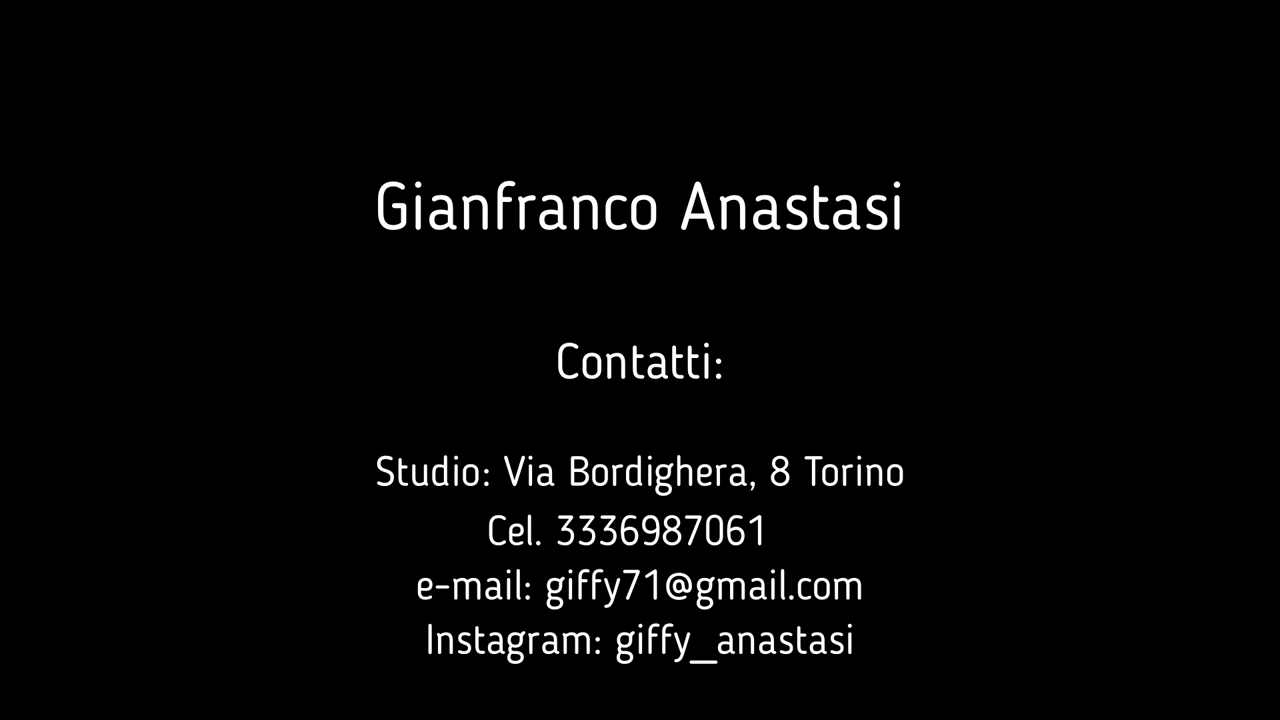 Gianfranco Anastasi
Contatti:
Studio: Via Bordighera, 8 Torino
Cel. 3336987061
e-mail: giffy71@gmail.com
Instagram: giffy_anastasi